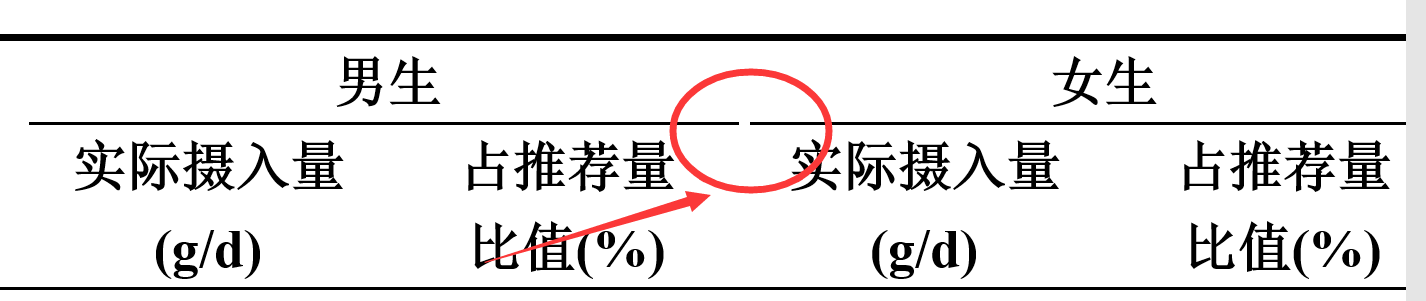 男生 女生
实际摄入量 占推荐量 实际摄入量 占推荐量
(g/d) 比值(%) (g/d) 比值(%)